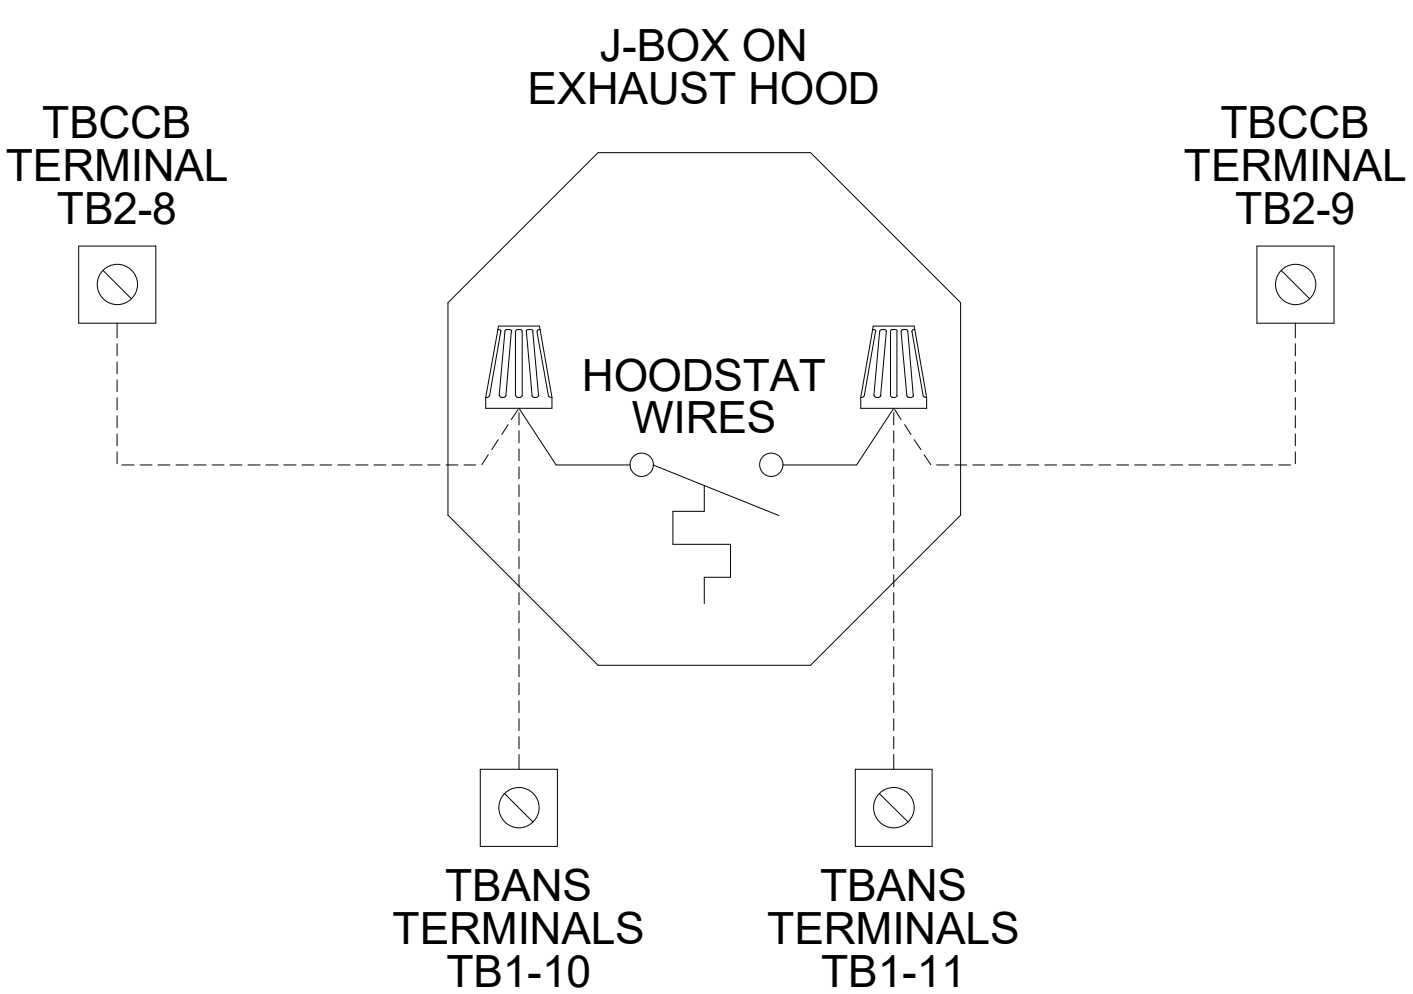 J-BOX ON
EXHAUST HOOD
TBCCB
TERMINAL
TB2-8
TBCCB
TERMINAL
TB2-9
HOODSTAT
WIRES
TBANS
TERMINALS
TB1-10
TBANS
TERMINALS
TB1-11